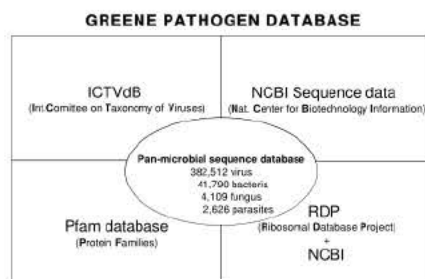 GREENE PATHOGEN DATABASE
ICTVdB
(Int.Comitee on Taxonomy of Viruses)
NCBI Sequence data
(Nat. Center for Biotechnology Information)
Pan-microbial sequence database
382,512 virus
41,790 bacteria
4,109 fungus
2,626 parasites
Pfam database
(Protein Families)
RDP
(Ribosomal Database Project)
+
NCBI